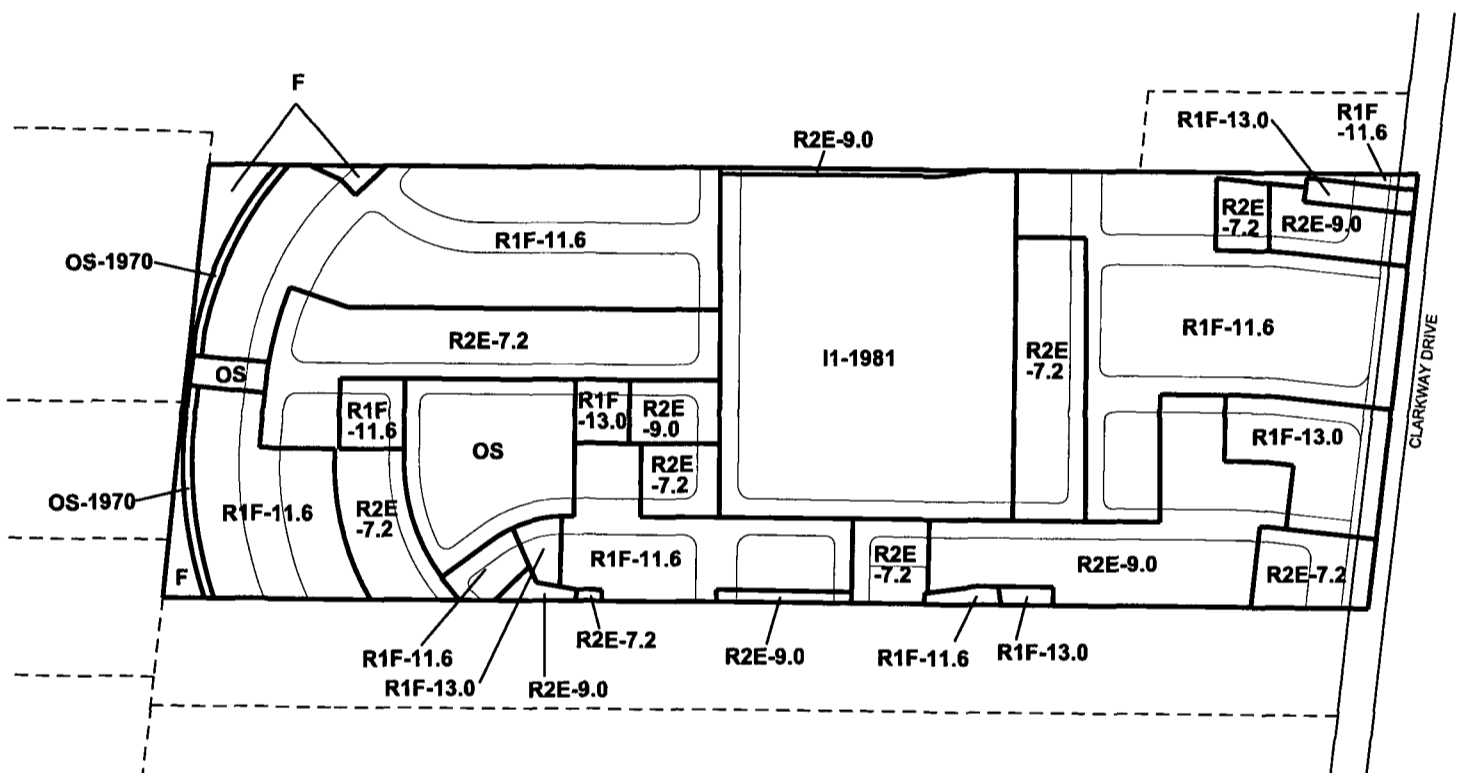 F
R1F
-11.6
R1F-13.0
R2E-9.0
R2E
-7.2
R2E-9.0
R1F-11.6
OS-1970
R1F-11.6
R2E-7.2
I1-1981
R2E
-7.2
CLARKWAY DRIVE
OS
R1F
-11.6
R1F
-13.0
R2E
-9.0
R1F-13.0
OS
R2E
-7.2
OS-1970
R1F-11.6
R2E
-7.2
R1F-11.6
R2E
-7.2
R2E-9.0
R2E-7.2
F
R2E-7.2
R1F-11.6
R2E-9.0
R1F-11.6
R1F-13.0
R1F-13.0
R2E-9.0